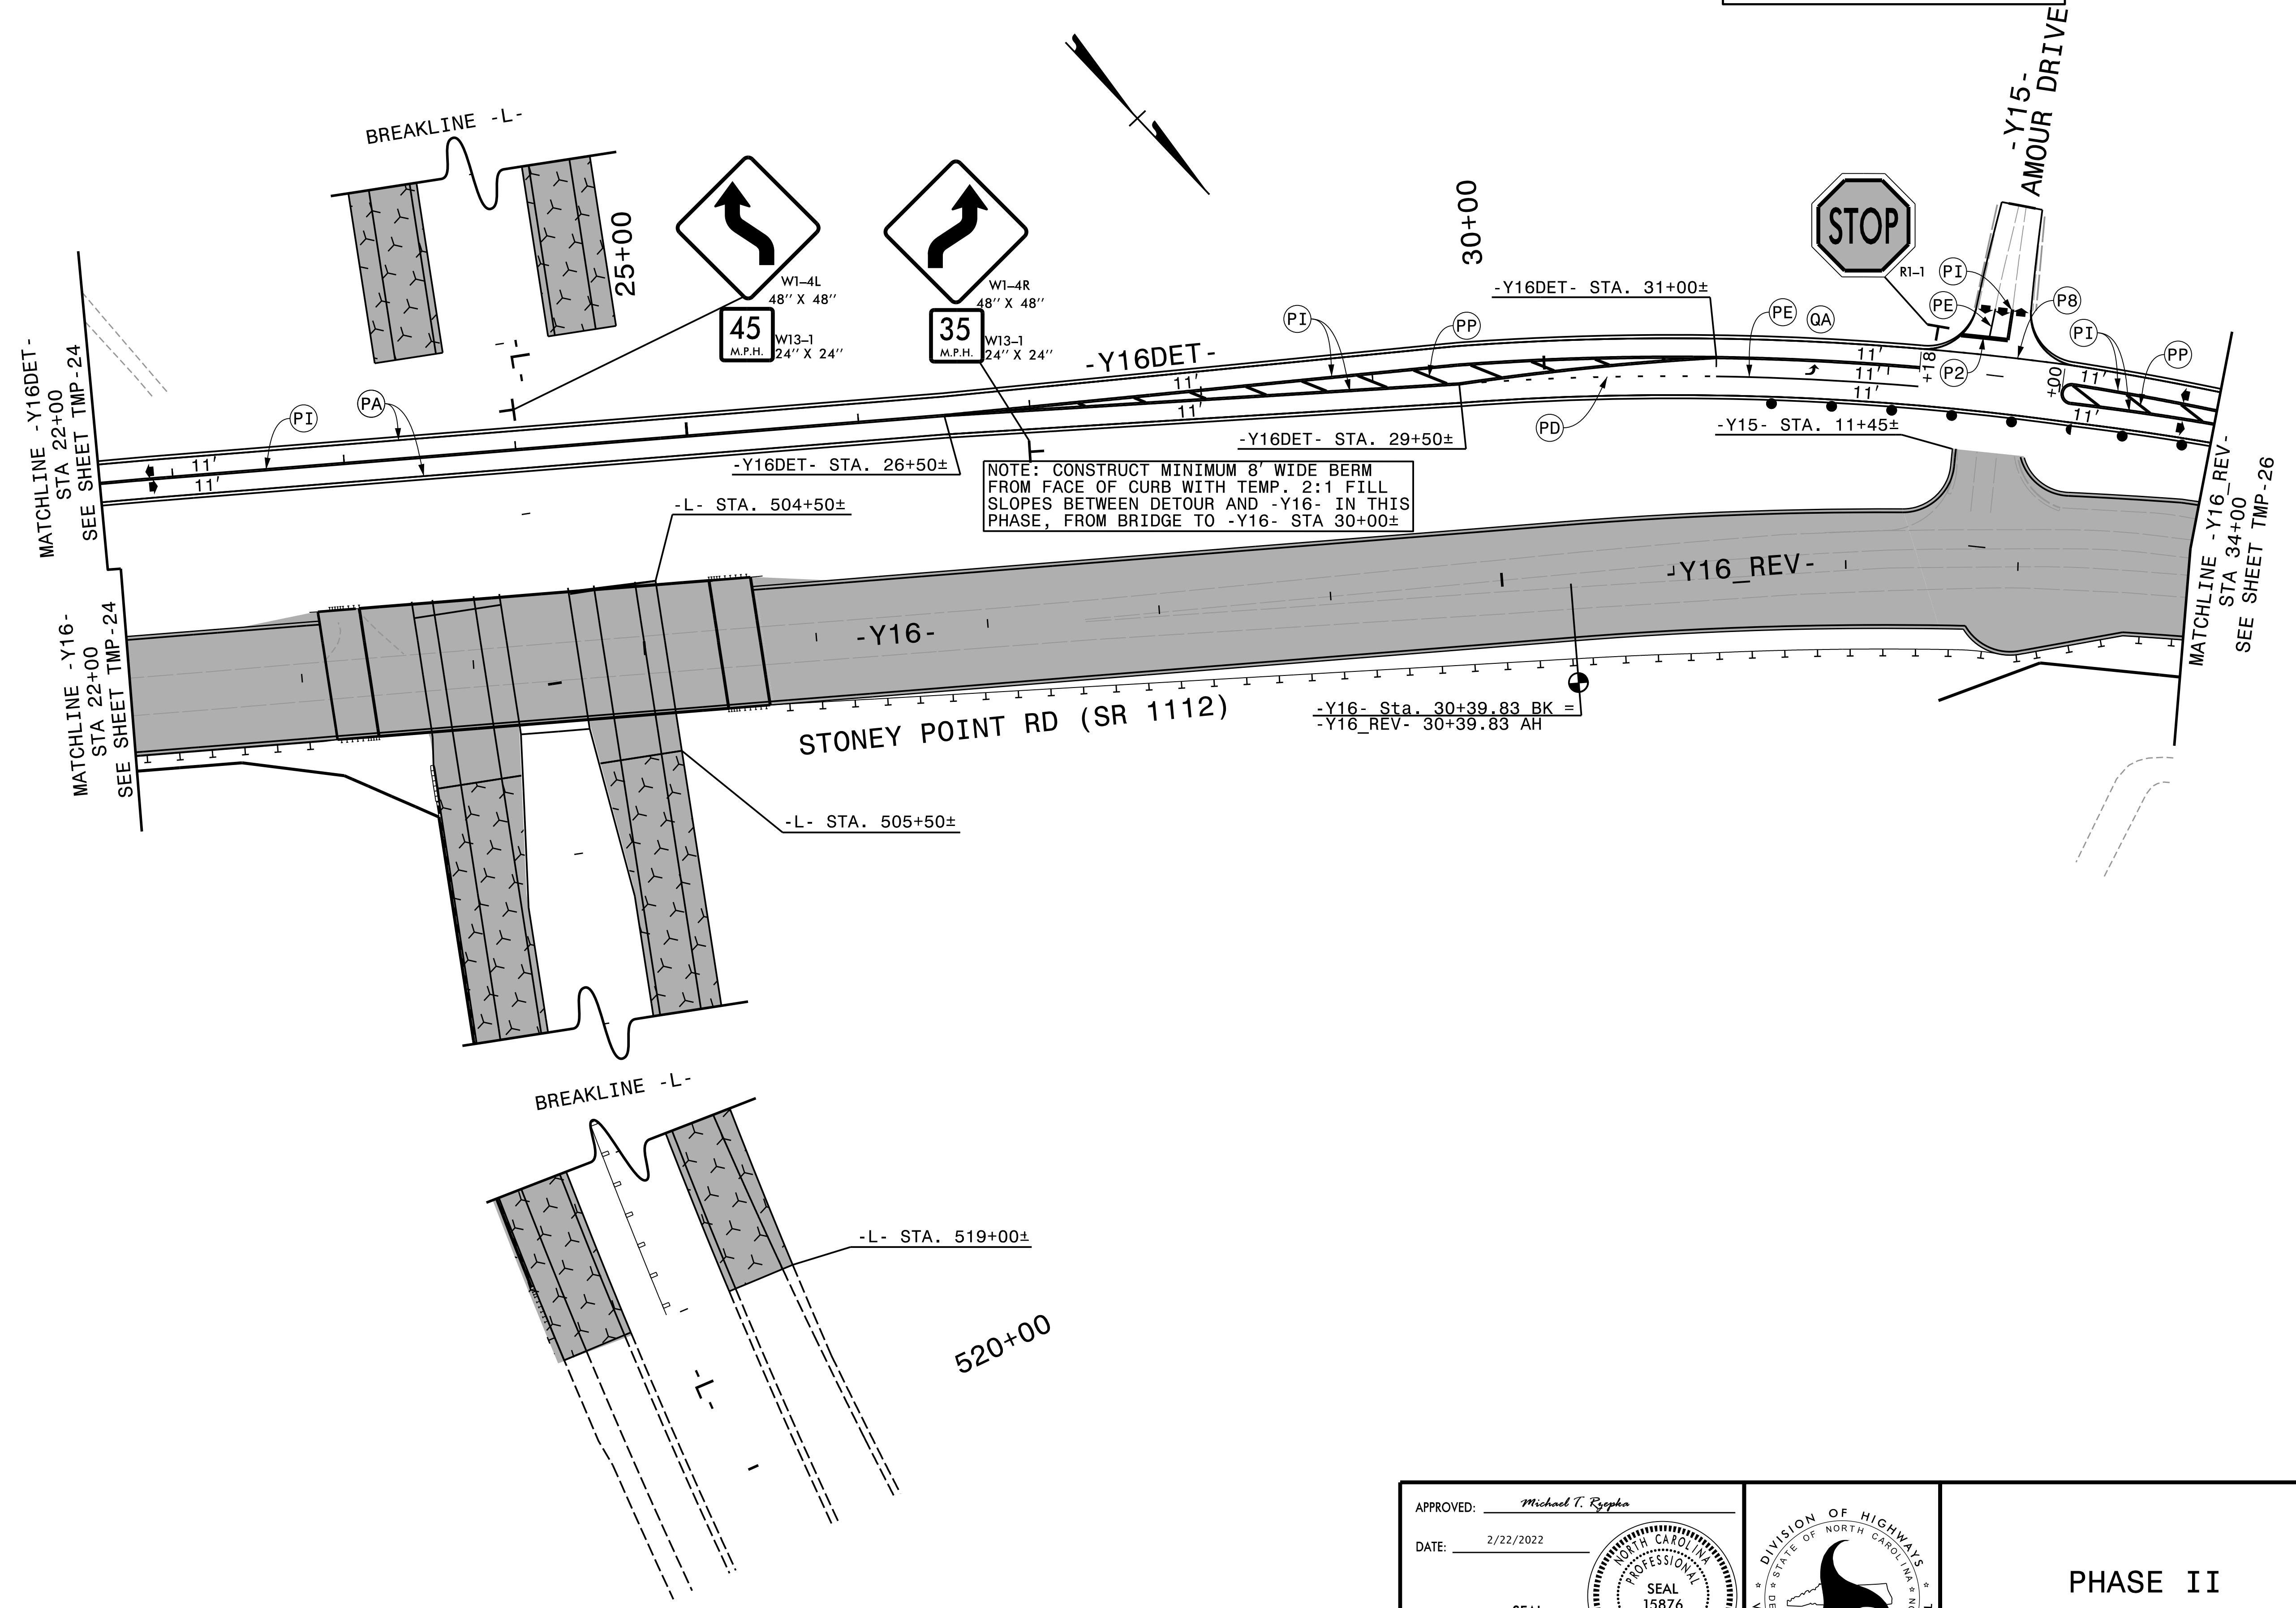 -Y15-
AMOUR DRIVE
BREAKLINE -L-
25+00
30+00
STOP
R1-1
W1-4L
48'' X 48''
45
M.P.H.
W13-1
24'' X 24''
W1-4R
48'' X 48''
35
M.P.H.
W13-1
24'' X 24''
-L-
-Y16DET-
-Y16DET- STA. 31+00±
PI
PP
PE
QA
PE
PI
P8
P2
PI
PP
PD
PI
PA
11'
11'
11'
11'
11'
11'
11'
+18
+00
11'
11'
MATCHLINE -Y16DET-
STA 22+00
SEE SHEET TMP-24
-Y16DET- STA. 26+50±
-Y16DET- STA. 29+50±
-Y15- STA. 11+45±
NOTE: CONSTRUCT MINIMUM 8' WIDE BERM
FROM FACE OF CURB WITH TEMP. 2:1 FILL
SLOPES BETWEEN DETOUR AND -Y16- IN THIS
PHASE, FROM BRIDGE TO -Y16- STA 30+00±
-L- STA. 504+50±
MATCHLINE -Y16-
STA 22+00
SEE SHEET TMP-24
-Y16-
-Y16_REV-
MATCHLINE -Y16_REV-
STA 34+00
SEE SHEET TMP-26
STONEY POINT RD (SR 1112)
-Y16- Sta. 30+39.83 BK =
-Y16_REV- 30+39.83 AH
-L- STA. 505+50±
BREAKLINE -L-
-L- STA. 519+00±
520+00
-L-
APPROVED: Michael T. Rzepka
DATE: 2/22/2022
NORTH CAROLINA
PROFESSIONAL
SEAL
15876
DIVISION OF HIGHWAYS
STATE OF NORTH CAROLINA
PHASE II